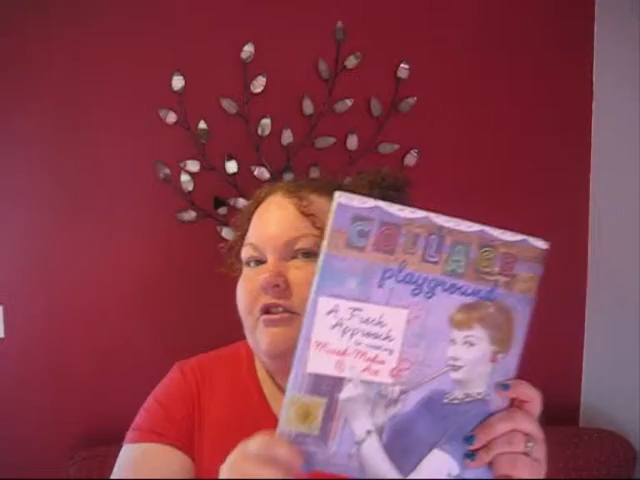 COLLAGE
playground
A Fresh
Approach
to creating
Mixed-Media
Art